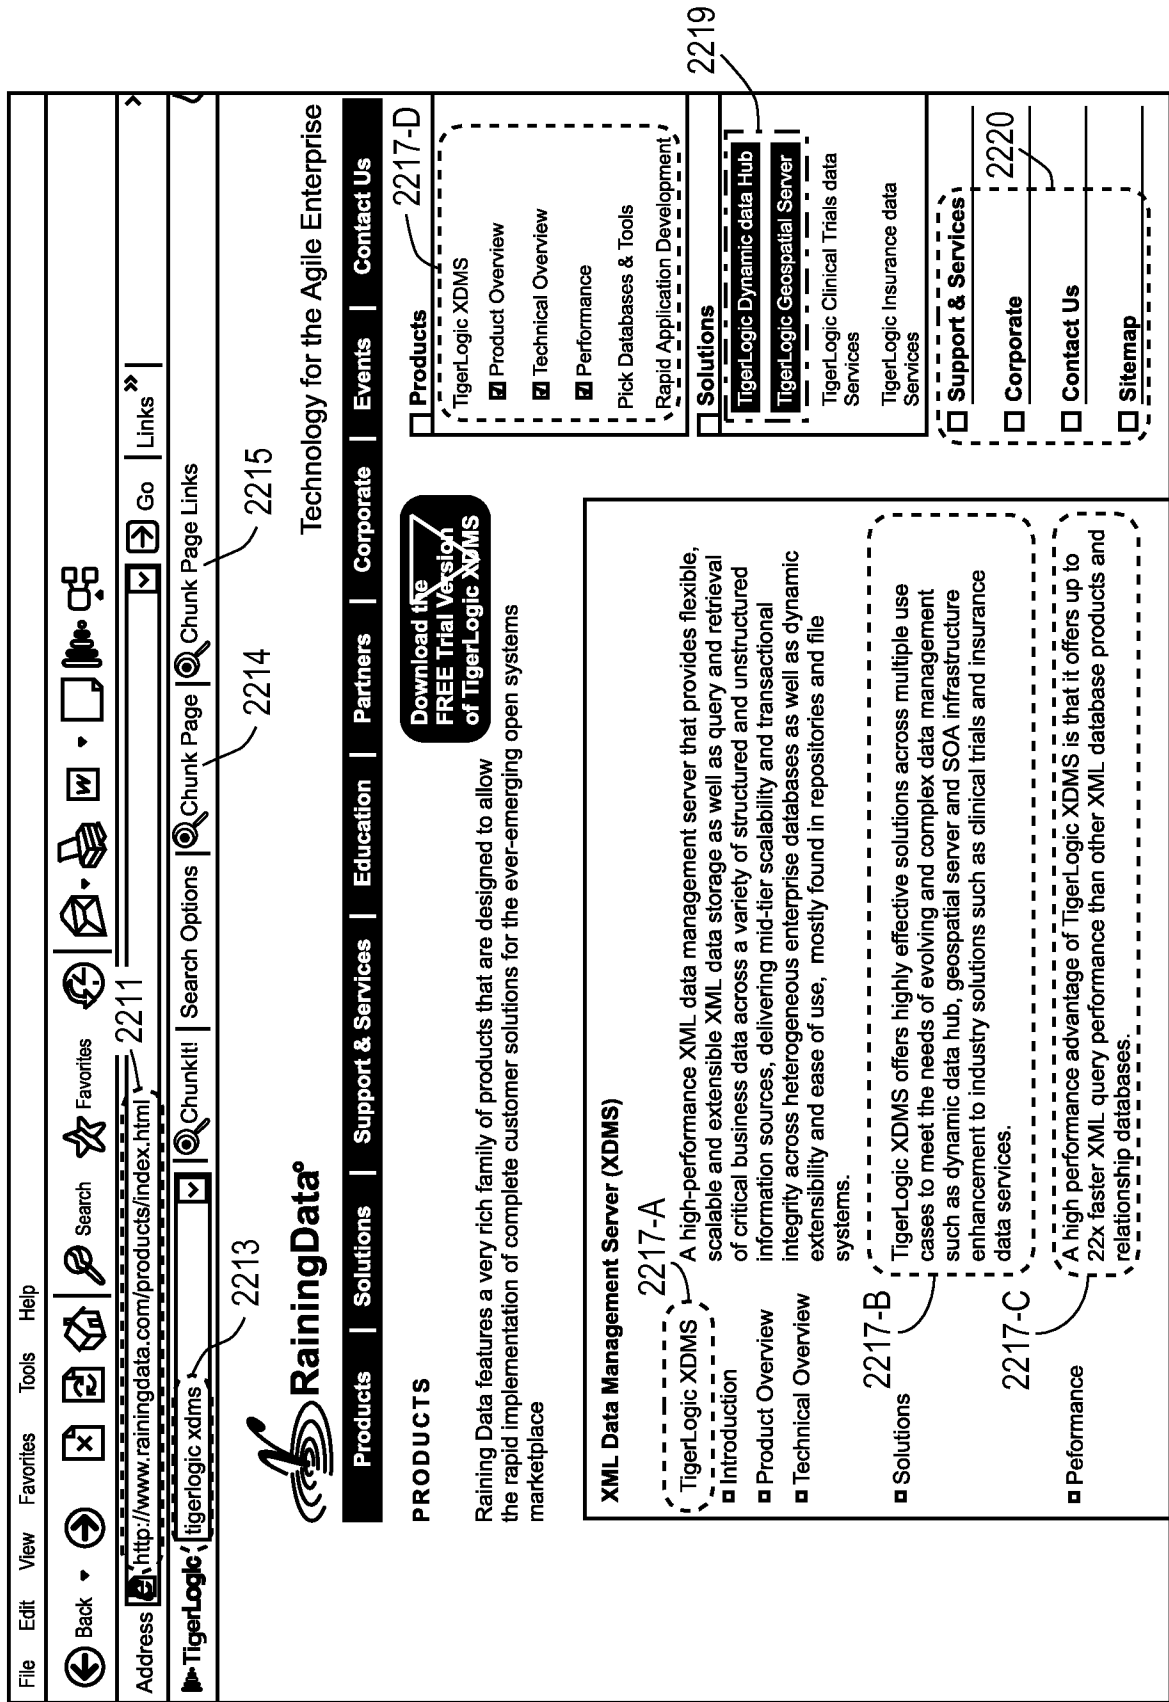 File Edit View Favorites Tools Help
Back Search Favorites
Address http://www.rainingdata.com/products/index.html Go Links »
2211
TigerLogic tigerlogic xdms ChunkIt! Search Options Chunk Page Chunk Page Links
2213
2214
2215
RainingData
Technology for the Agile Enterprise
Products | Solutions | Support & Services | Education | Partners | Corporate | Events | Contact Us
PRODUCTS
Raining Data features a very rich family of products that are designed to allow
the rapid implementation of complete customer solutions for the ever-emerging open systems
marketplace
Download the
FREE Trial Version
of TigerLogic XDMS
XML Data Management Server (XDMS)
2217-A
TigerLogic XDMS
Introduction
Product Overview
Technical Overview
A high-performance XML data management server that provides flexible,
scalable and extensible XML data storage as well as query and retrieval
of critical business data across a variety of structured and unstructured
information sources, delivering mid-tier scalability and transactional
integrity across heterogeneous enterprise databases as well as dynamic
extensibility and ease of use, mostly found in repositories and file
systems.
2217-B
Solutions
TigerLogic XDMS offers highly effective solutions across multiple use
cases to meet the needs of evolving and complex data management
such as dynamic data hub, geospatial server and SOA infrastructure
enhancement to industry solutions such as clinical trials and insurance
data services.
2217-C
Peformance
A high performance advantage of TigerLogic XDMS is that it offers up to
22x faster XML query performance than other XML database products and
relationship databases.
2217-D
Products
TigerLogic XDMS
Product Overview
Technical Overview
Performance
Pick Databases & Tools
Rapid Application Development
Solutions
2219
TigerLogic Dynamic data Hub
TigerLogic Geospatial Server
TigerLogic Clinical Trials data
Services
TigerLogic Insurance data
Services
2220
Support & Services
Corporate
Contact Us
Sitemap